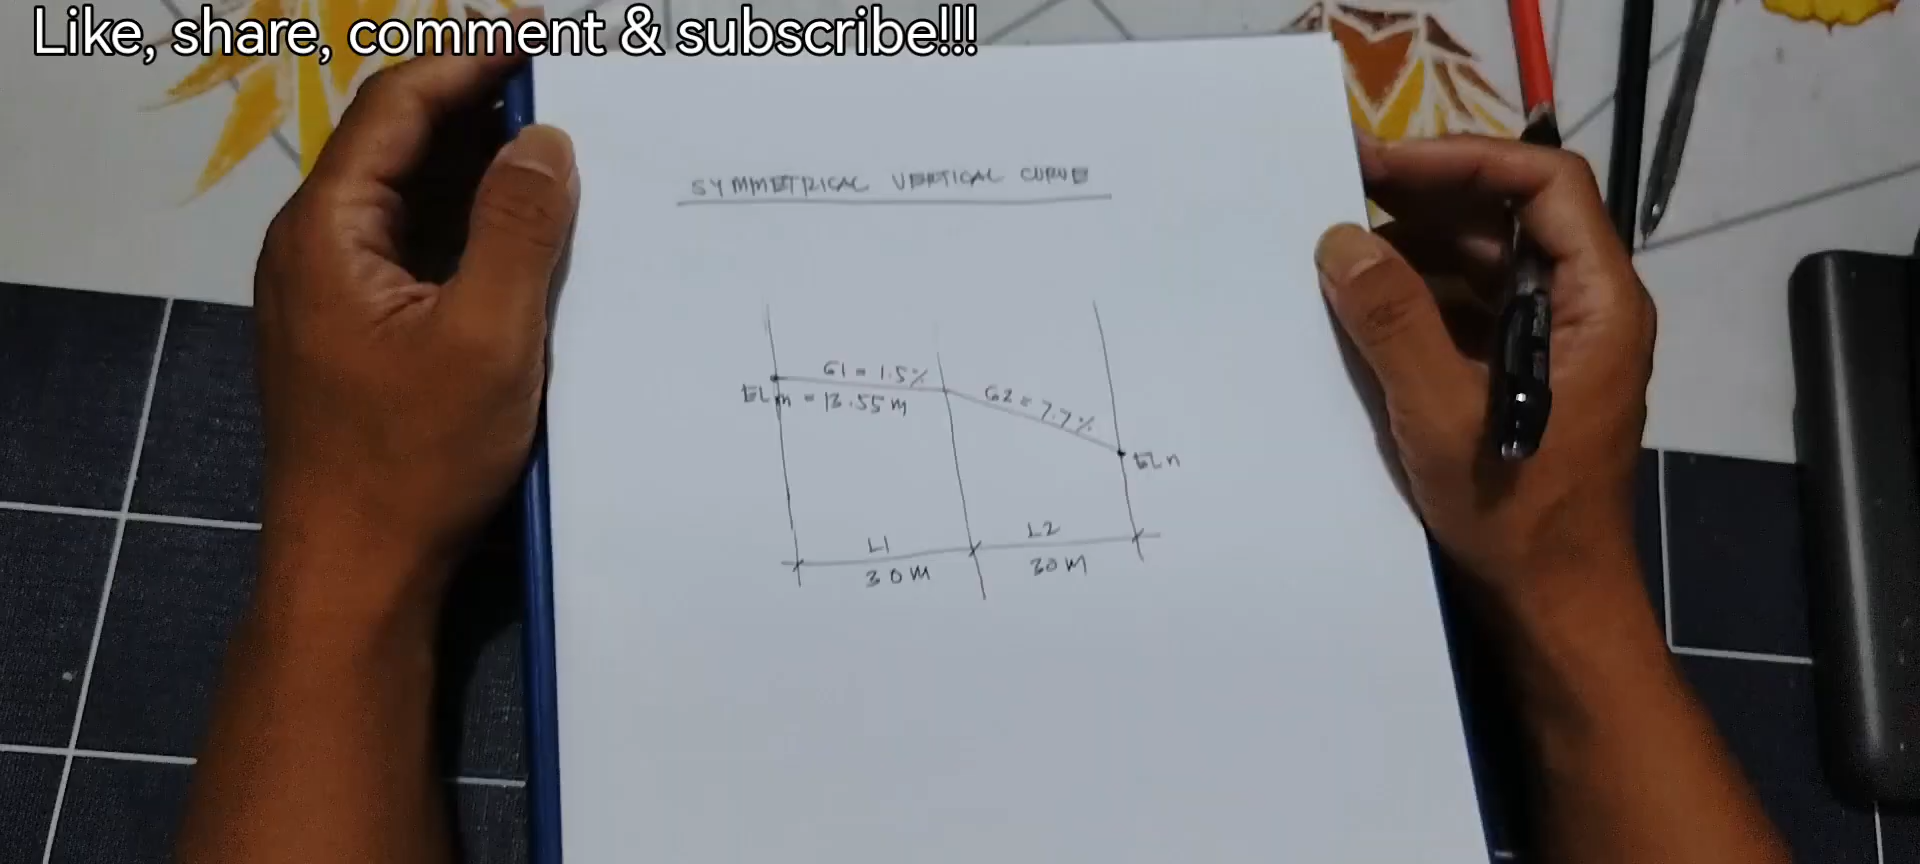 Like, share, comment & subscribe!!!
SYMMETRICAL VERTICAL CURVE
G1 = 1.5%
EL m = 13.55 m
G2 = 7.7%
EL n
L1
L2
30 m
30 m